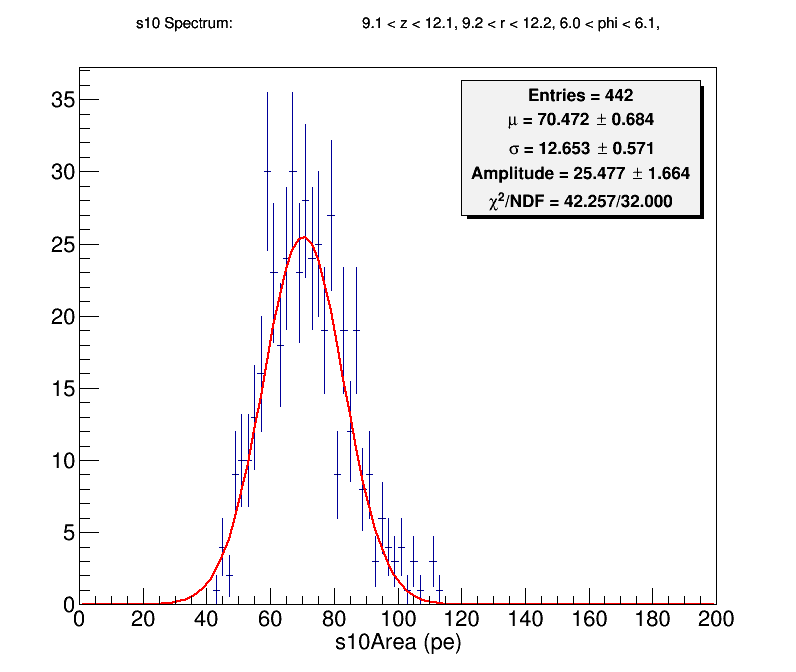 s10 Spectrum: 9.1 < z < 12.1, 9.2 < r < 12.2, 6.0 < phi < 6.1,
Entries = 442
μ = 70.472 ± 0.684
σ = 12.653 ± 0.571
Amplitude = 25.477 ± 1.664
χ²/NDF = 42.257/32.000
35
30
25
20
15
10
5
0
0 20 40 60 80 100 120 140 160 180 200
s10Area (pe)